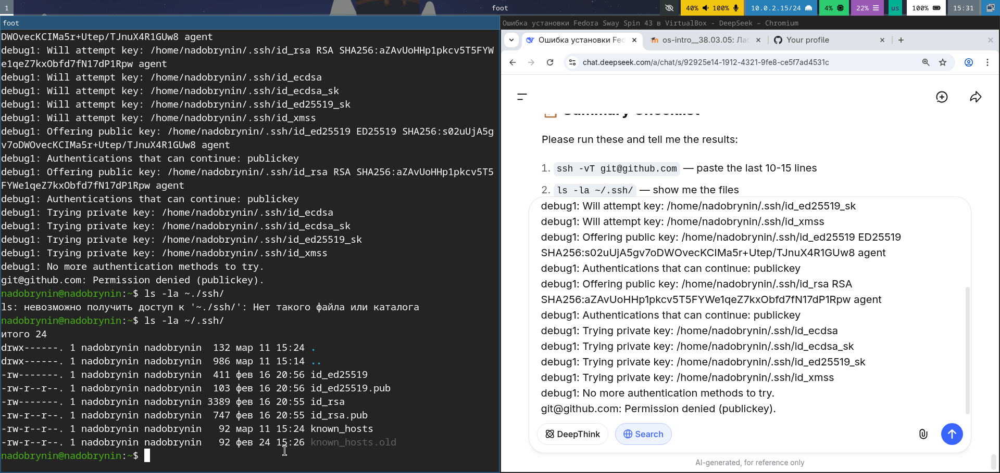 1
foot
40% 100%
10.0.2.15/24
4%
22%
us
100%
15:31
foot
DWOvecKCIMa5r+Utep/TJnuX4R1GUw8 agent
debug1: Will attempt key: /home/nadobrynin/.ssh/id_rsa RSA SHA256:aZAvUoHHp1pkcv5T5FYW
e1qeZ7kxObfd7fN17dP1Rpw agent
debug1: Will attempt key: /home/nadobrynin/.ssh/id_ecdsa
debug1: Will attempt key: /home/nadobrynin/.ssh/id_ecdsa_sk
debug1: Will attempt key: /home/nadobrynin/.ssh/id_ed25519_sk
debug1: Will attempt key: /home/nadobrynin/.ssh/id_xmss
debug1: Offering public key: /home/nadobrynin/.ssh/id_ed25519 ED25519 SHA256:s02uUjA5g
v7oDWOvecKCIMa5r+Utep/TJnuX4R1GUw8 agent
debug1: Authentications that can continue: publickey
debug1: Offering public key: /home/nadobrynin/.ssh/id_rsa RSA SHA256:aZAvUoHHp1pkcv5T5
FYWe1qeZ7kxObfd7fN17dP1Rpw agent
debug1: Authentications that can continue: publickey
debug1: Trying private key: /home/nadobrynin/.ssh/id_ecdsa
debug1: Trying private key: /home/nadobrynin/.ssh/id_ecdsa_sk
debug1: Trying private key: /home/nadobrynin/.ssh/id_ed25519_sk
debug1: Trying private key: /home/nadobrynin/.ssh/id_xmss
debug1: No more authentication methods to try.
git@github.com: Permission denied (publickey).
nadobrynin@nadobrynin:~$ ls -la ~./ssh/
ls: невозможно получить доступ к '~./ssh/': Нет такого файла или каталога
nadobrynin@nadobrynin:~$ ls -la ~/.ssh/
итого 24
drwx------. 1 nadobrynin nadobrynin  132 мар 11 15:24 .
drwx------. 1 nadobrynin nadobrynin  986 мар 11 15:14 ..
-rw-------. 1 nadobrynin nadobrynin  411 фев 16 20:56 id_ed25519
-rw-r--r--. 1 nadobrynin nadobrynin  103 фев 16 20:56 id_ed25519.pub
-rw-------. 1 nadobrynin nadobrynin 3389 фев 16 20:55 id_rsa
-rw-r--r--. 1 nadobrynin nadobrynin  747 фев 16 20:55 id_rsa.pub
-rw-r--r--. 1 nadobrynin nadobrynin   92 мар 11 15:24 known_hosts
-rw-r--r--. 1 nadobrynin nadobrynin   92 фев 24 15:26 known_hosts.old
nadobrynin@nadobrynin:~$
Ошибка установки Fedora Sway Spin 43 в VirtualBox - DeepSeek – Chromium
Ошибка установки Fed
os-intro__38.03.05: Лаб
Your profile
chat.deepseek.com/a/chat/s/92925e14-1912-4321-9fe8-ce5f7ad4531c
Summary Checklist
Please run these and tell me the results:
1. ssh -vT git@github.com — paste the last 10-15 lines
2. ls -la ~/.ssh/ — show me the files
debug1: Will attempt key: /home/nadobrynin/.ssh/id_ed25519_sk
debug1: Will attempt key: /home/nadobrynin/.ssh/id_xmss
debug1: Offering public key: /home/nadobrynin/.ssh/id_ed25519 ED25519
SHA256:s02uUjA5gv7oDWOvecKCIMa5r+Utep/TJnuX4R1GUw8 agent
debug1: Authentications that can continue: publickey
debug1: Offering public key: /home/nadobrynin/.ssh/id_rsa RSA
SHA256:aZAvUoHHp1pkcv5T5FYWe1qeZ7kxObfd7fN17dP1Rpw agent
debug1: Authentications that can continue: publickey
debug1: Trying private key: /home/nadobrynin/.ssh/id_ecdsa
debug1: Trying private key: /home/nadobrynin/.ssh/id_ecdsa_sk
debug1: Trying private key: /home/nadobrynin/.ssh/id_ed25519_sk
debug1: Trying private key: /home/nadobrynin/.ssh/id_xmss
debug1: No more authentication methods to try.
git@github.com: Permission denied (publickey).
DeepThink
Search
AI-generated, for reference only